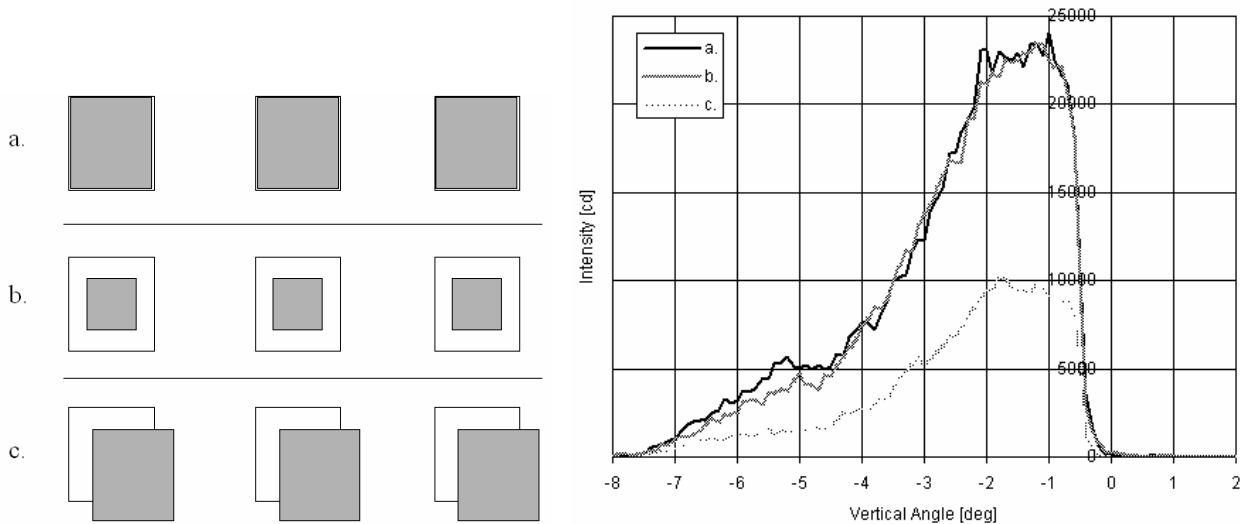 a.
b.
c.
a.
b.
c.
25000
20000
15000
10000
5000
0
Intensity [cd]
-8 -7 -6 -5 -4 -3 -2 -1 0 1 2
Vertical Angle [deg]